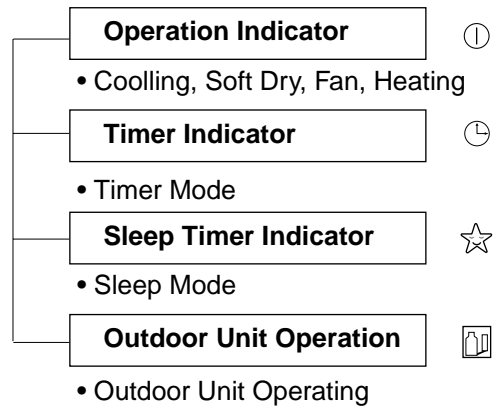 Operation Indicator
• Coolling, Soft Dry, Fan, Heating
Timer Indicator
• Timer Mode
Sleep Timer Indicator
• Sleep Mode
Outdoor Unit Operation
• Outdoor Unit Operating